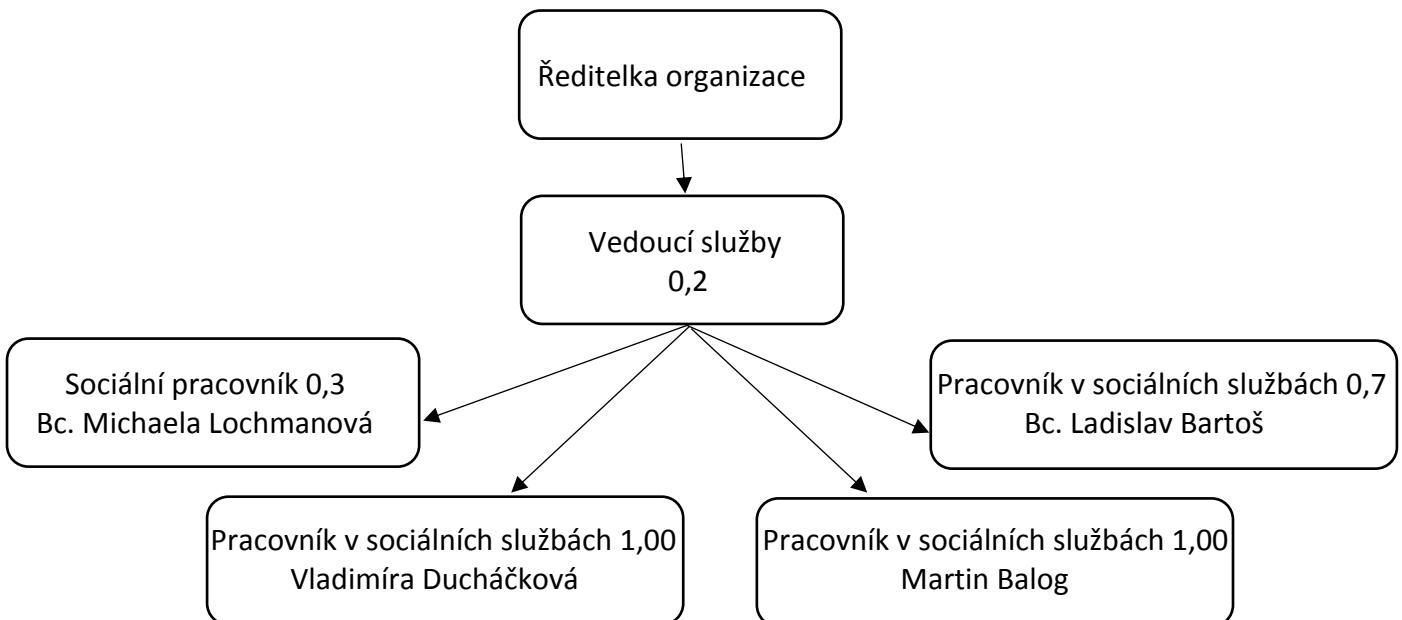 Ředitelka organizace
Vedoucí služby
0,2
Sociální pracovník 0,3
Bc. Michaela Lochmanová
Pracovník v sociálních službách 0,7
Bc. Ladislav Bartoš
Pracovník v sociálních službách 1,00
Vladimíra Ducháčková
Pracovník v sociálních službách 1,00
Martin Balog